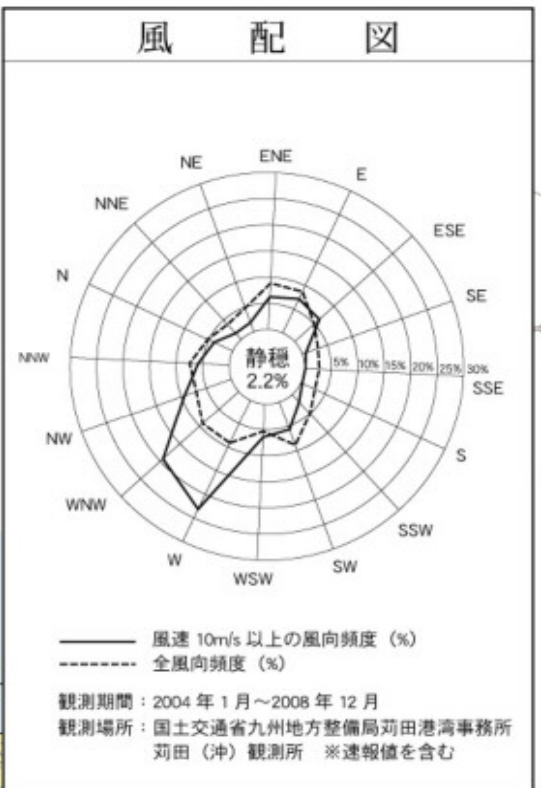 風配図
ENE
NE
E
NNE
ESE
N
SE
静穏
2.2%
NNW
5% 10% 15% 20% 25% 30%
SSE
NW
S
WNW
SSW
W
SW
WSW
風速 10m/s 以上の風向頻度（%）
全風向頻度（%）
観測期間：2004 年 1 月～2008 年 12 月
観測場所：国土交通省九州地方整備局苅田港湾事務所
苅田（沖）観測所 ※速報値を含む